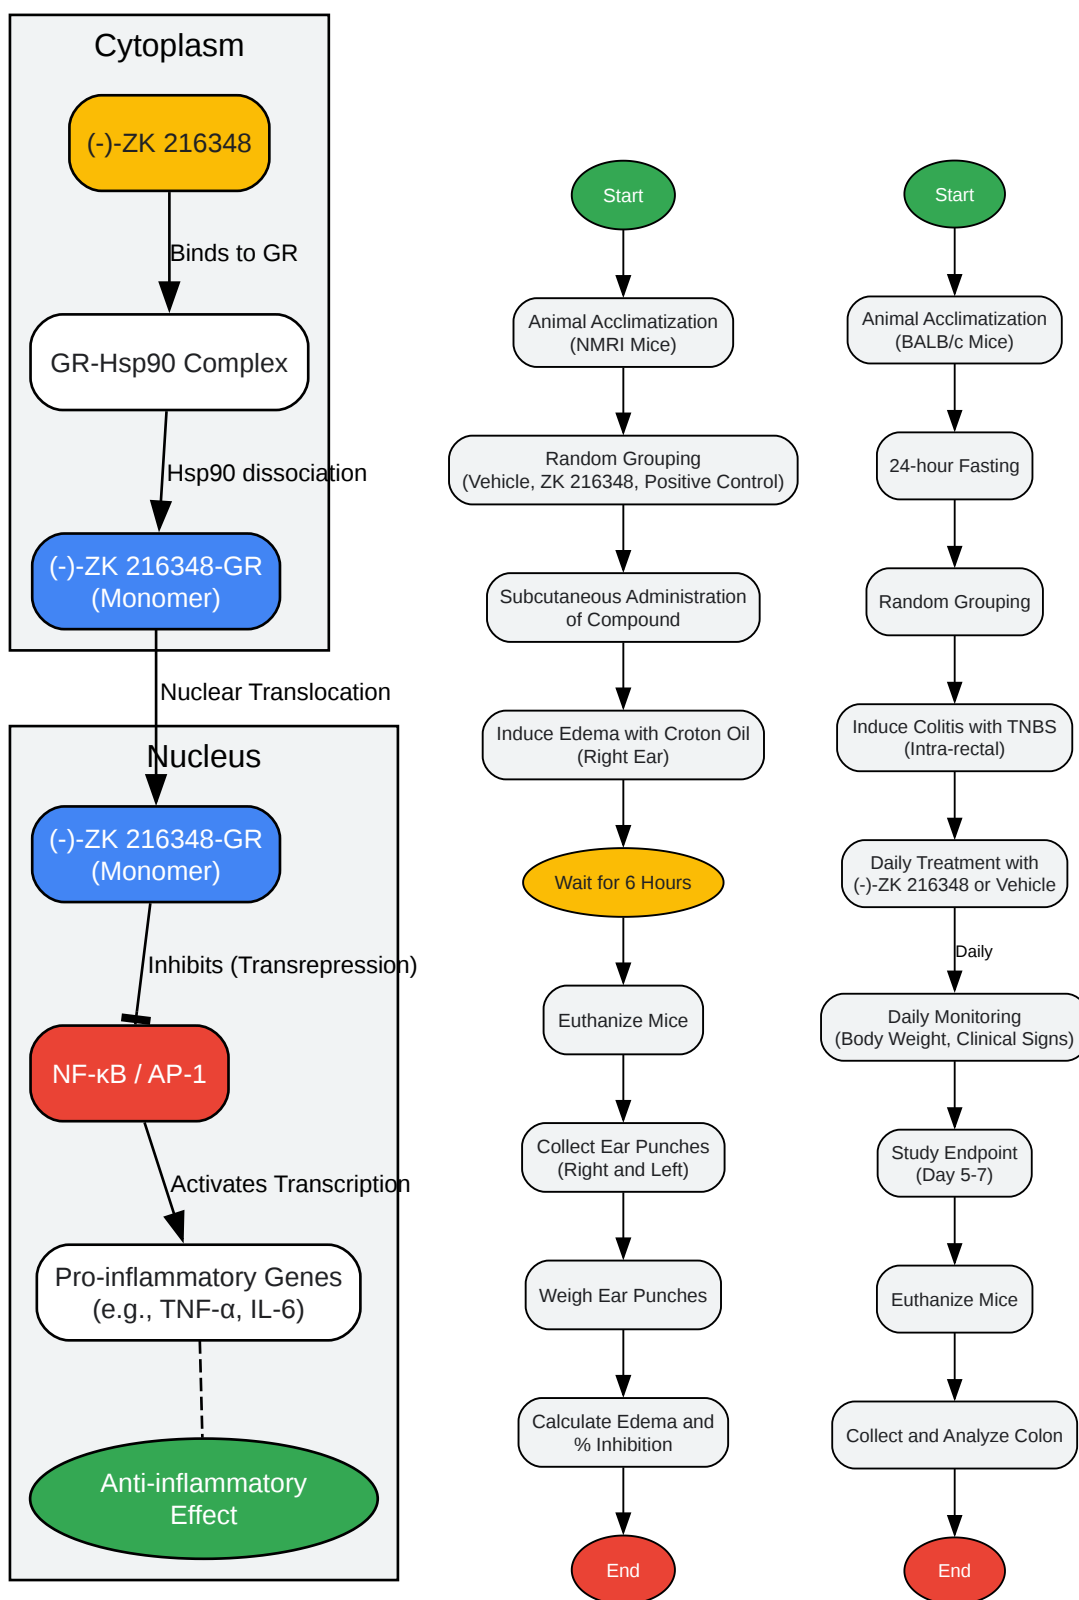 Cytoplasm
(-)-ZK 216348
Binds to GR
GR-Hsp90 Complex
Hsp90 dissociation
(-)-ZK 216348-GR
(Monomer)
Nuclear Translocation
Nucleus
(-)-ZK 216348-GR
(Monomer)
Inhibits (Transrepression)
NF-κB / AP-1
Activates Transcription
Pro-inflammatory Genes
(e.g., TNF-α, IL-6)
Anti-inflammatory
Effect
Start
Animal Acclimatization
(NMRI Mice)
Random Grouping
(Vehicle, ZK 216348, Positive Control)
Subcutaneous Administration
of Compound
Induce Edema with Croton Oil
(Right Ear)
Wait for 6 Hours
Euthanize Mice
Collect Ear Punches
(Right and Left)
Weigh Ear Punches
Calculate Edema and
% Inhibition
End
Start
Animal Acclimatization
(BALB/c Mice)
24-hour Fasting
Random Grouping
Induce Colitis with TNBS
(Intra-rectal)
Daily Treatment with
(-)-ZK 216348 or Vehicle
Daily
Daily Monitoring
(Body Weight, Clinical Signs)
Study Endpoint
(Day 5-7)
Euthanize Mice
Collect and Analyze Colon
End